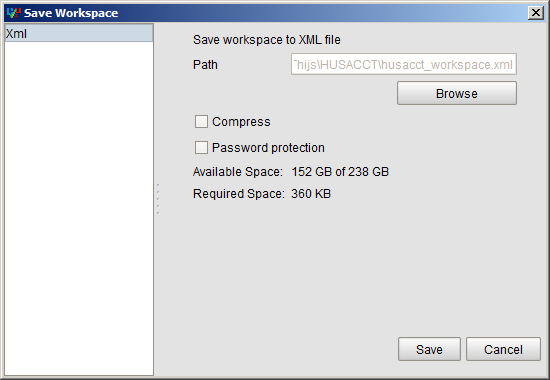 Save Workspace
Xml
Save workspace to XML file
Path hijs\HUSACCT\husacct_workspace.xml
Browse
Compress
Password protection
Available Space: 152 GB of 238 GB
Required Space: 360 KB
Save Cancel